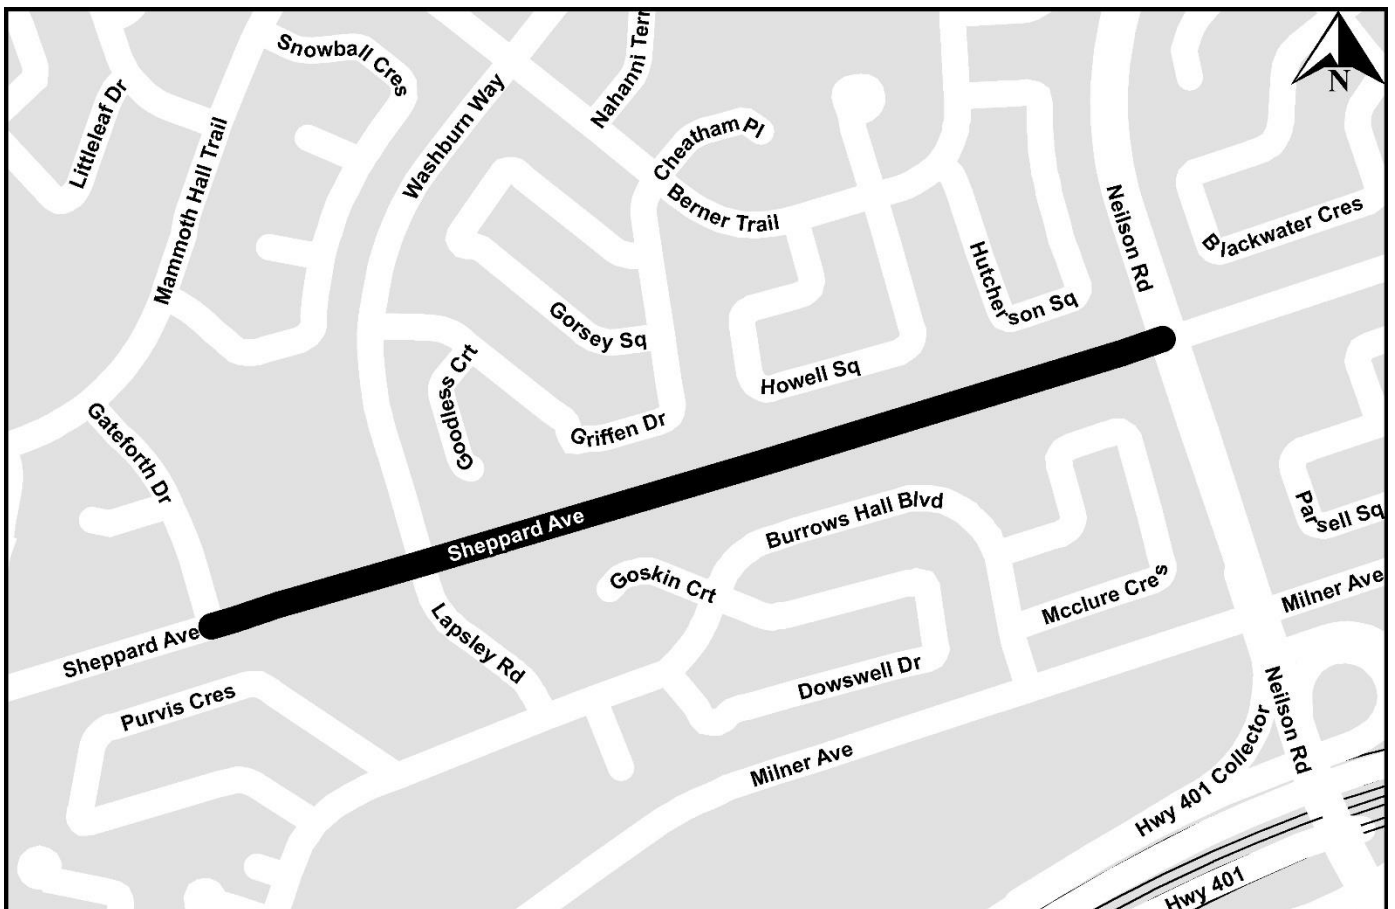 Snowball Cres
Nahanni Terr
N
Littleleaf Dr
Washburn Way
Cheatham Pl
Mammoth Hall Trail
Berner Trail
Neilson Rd
Blackwater Cres
Hutcherson Sq
Gorsey Sq
Howell Sq
Goodless Crt
Gateforth Dr
Griffen Dr
Sheppard Ave
Burrows Hall Blvd
Parsell Sq
Goskin Crt
Mcclure Cres
Milner Ave
Sheppard Ave
Lapsley Rd
Purvis Cres
Dowswell Dr
Neilson Rd
Milner Ave
Hwy 401 Collector
Hwy 401